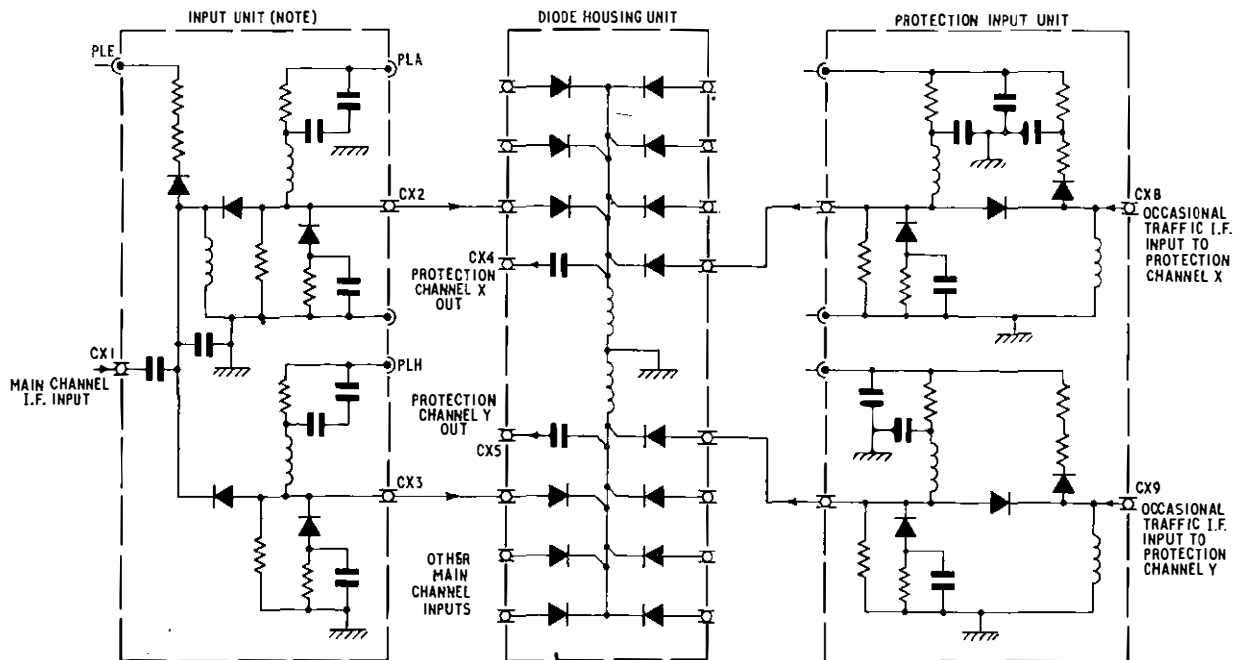 INPUT UNIT (NOTE)
DIODE HOUSING UNIT
PROTECTION INPUT UNIT
PLE
PLA
CX2
CX4
PROTECTION
CHANNEL X
OUT
CX8
OCCASIONAL
TRAFFIC I.F.
INPUT TO
PROTECTION
CHANNEL X
CX1
MAIN CHANNEL
I.F. INPUT
PLH
PROTECTION
CHANNEL Y
OUT
CX5
CX3
CX9
OCCASIONAL
TRAFFIC I.F.
INPUT TO
PROTECTION
CHANNEL Y
OTHER
MAIN
CHANNEL
INPUTS